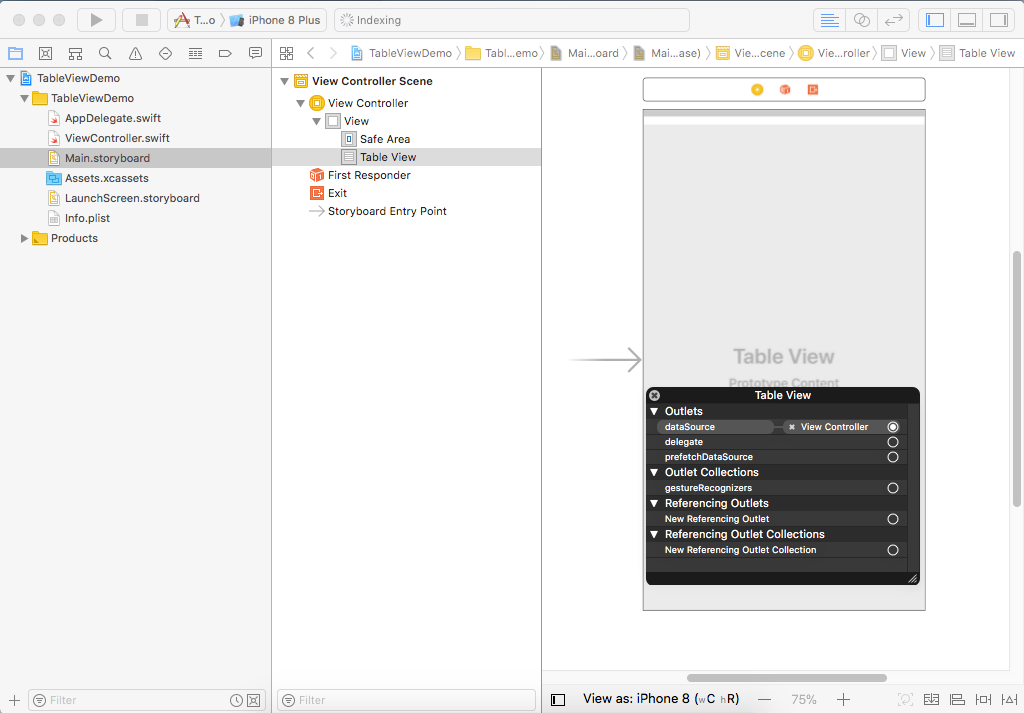 T...o 〉 iPhone 8 Plus
Indexing
TableViewDemo 〉 Tabl...emo 〉 Mai...oard 〉 Mai...ase) 〉 Vie...cene 〉 Vie...roller 〉 View 〉 Table View
TableViewDemo
TableViewDemo
AppDelegate.swift
ViewController.swift
Main.storyboard
Assets.xcassets
LaunchScreen.storyboard
Info.plist
Products
Filter
View Controller Scene
View Controller
View
Safe Area
Table View
First Responder
Exit
Storyboard Entry Point
Filter
Table View
Prototype Content
Table View
Outlets
dataSource View Controller
delegate
prefetchDataSource
Outlet Collections
gestureRecognizers
Referencing Outlets
New Referencing Outlet
Referencing Outlet Collections
New Referencing Outlet Collection
View as: iPhone 8 (wC hR) — 75% +